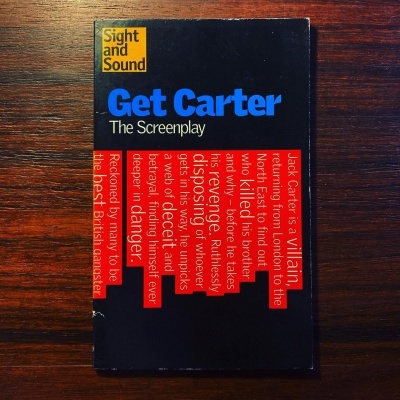 Sight
and
Sound
Get Carter
The Screenplay
Jack Carter is a villain,
returning from London to the
North East to find out
who killed his brother
and why – before he takes
his revenge. Ruthlessly
disposing of whoever
gets in his way, he unpicks
a web of deceit and
betrayal, finding himself ever
deeper in danger.
Reckoned by many to be
the best British gangster